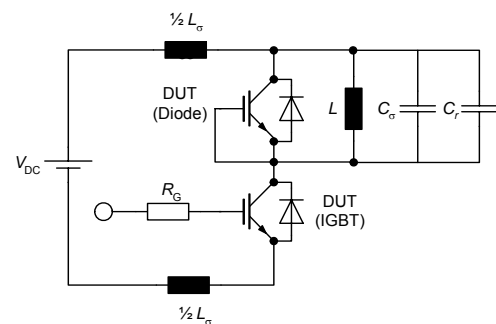 ½ Lσ
DUT
(Diode)
L
Cσ
Cr
VDC
RG
DUT
(IGBT)
½ Lσ